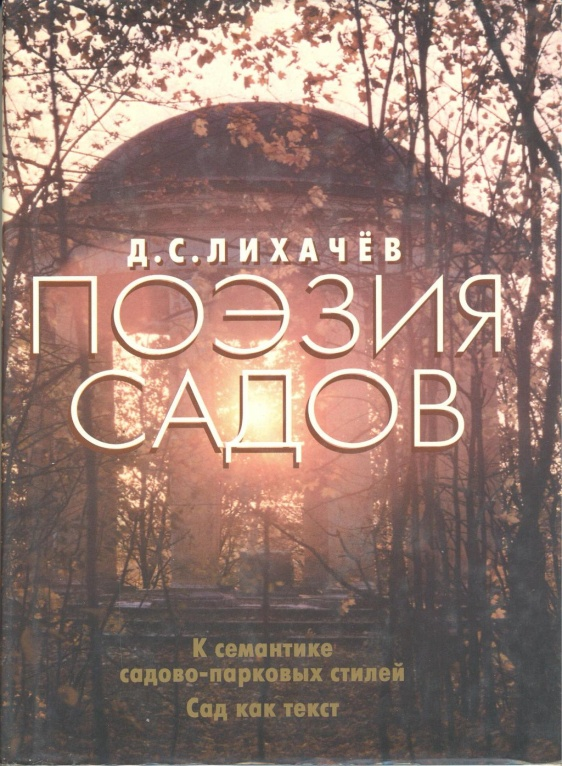 Д.С.ЛИХАЧЁВ
ПОЭЗИЯ
САДОВ
К семантике
садово-парковых стилей
Сад как текст